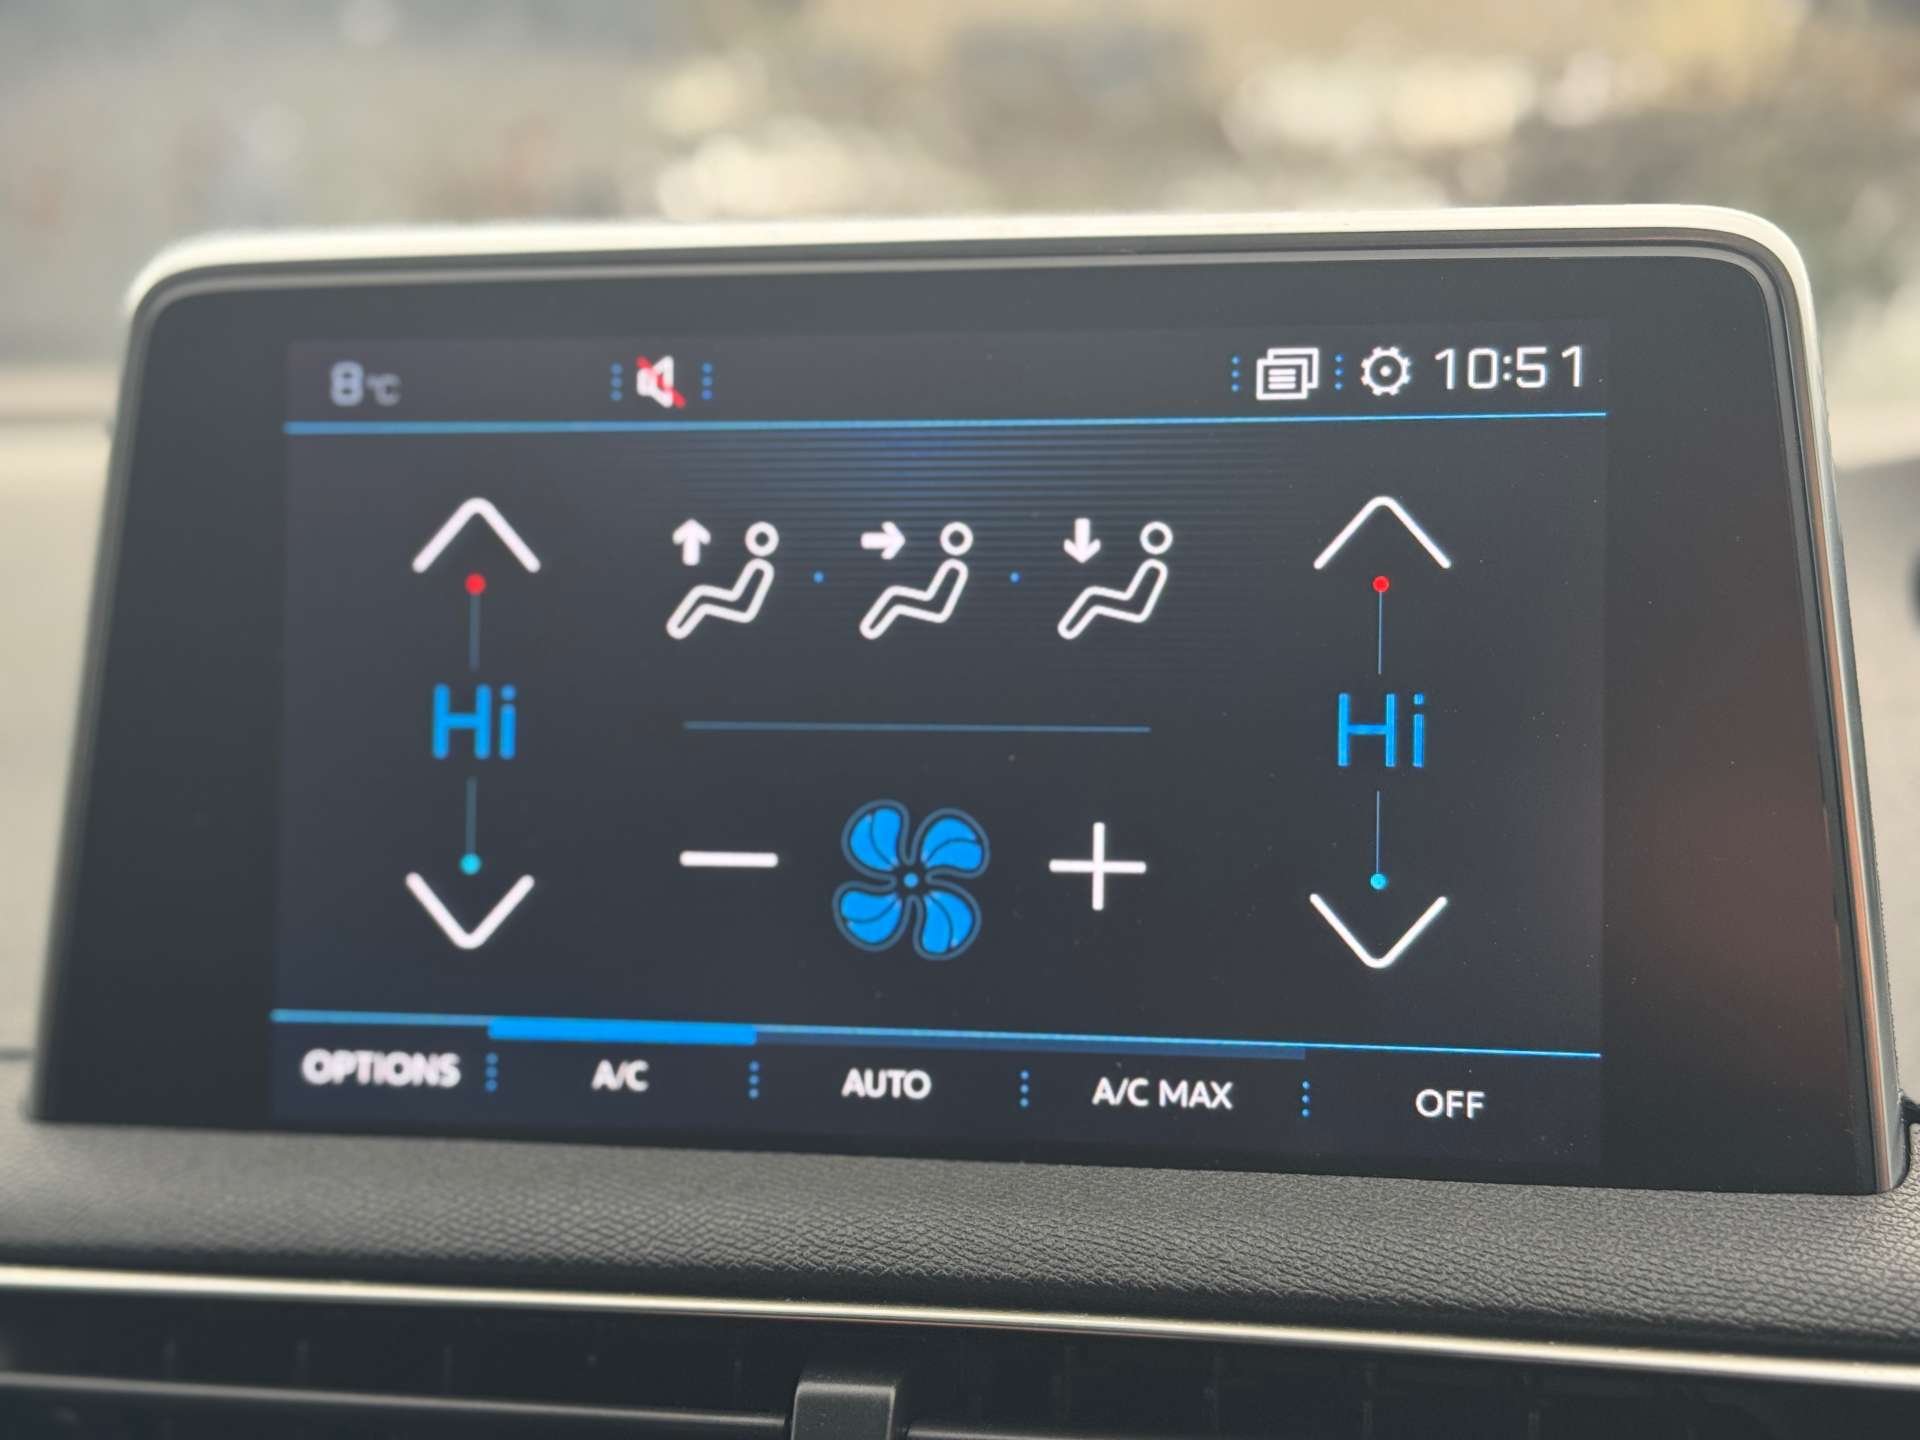 8°C
10:51
Hi
Hi
OPTIONS A/C AUTO A/C MAX OFF